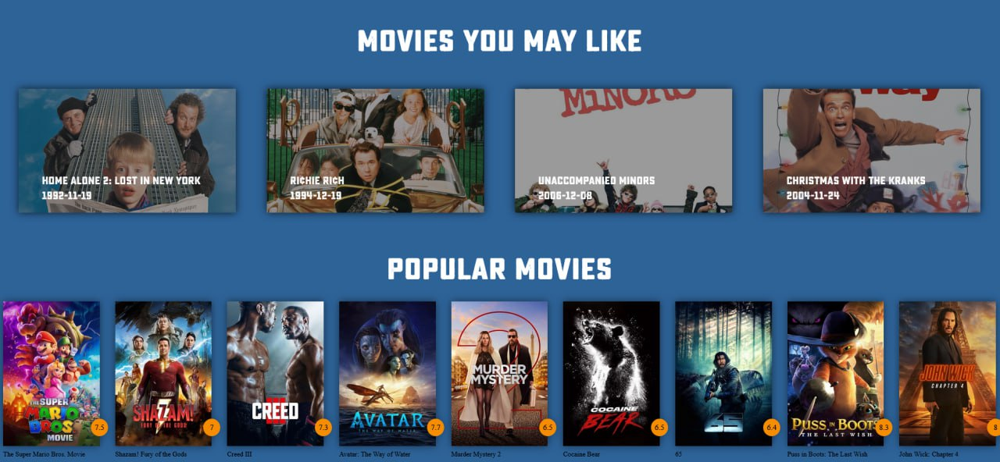 MOVIES YOU MAY LIKE
MINORS
way
HOME ALONE 2: LOST IN NEW YORK
1992-11-19
RICHIE RICH
1994-12-19
UNACCOMPANIED MINORS
2006-12-08
CHRISTMAS WITH THE KRANKS
2004-11-24
POPULAR MOVIES
THE SUPER
MARIO
BROS.
MOVIE
7.5
SHAZAM!
FURY OF THE GODS
7
CREED
III
7.3
AVATAR
THE WAY OF WATER
7.7
2
MURDER
MYSTERY
6.5
COCAINE
BEAR
6.5
65
6.4
PUSS IN BOOTS
THE LAST WISH
8.3
JOHN WICK
CHAPTER 4
8
The Super Mario Bros. Movie
Shazam! Fury of the Gods
Creed III
Avatar: The Way of Water
Murder Mystery 2
Cocaine Bear
65
Puss in Boots: The Last Wish
John Wick: Chapter 4